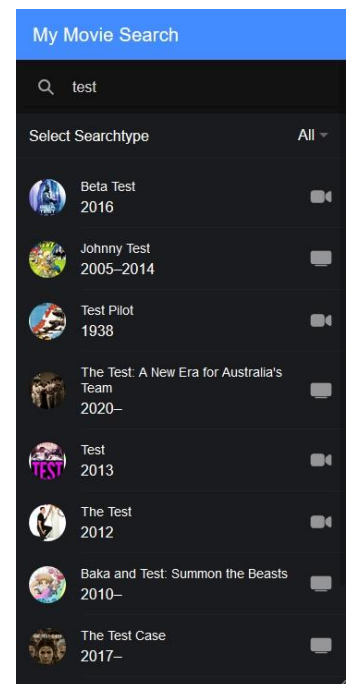 My Movie Search
test
Select Searchtype All
Beta Test
2016
Johnny Test
2005–2014
Test Pilot
1938
The Test: A New Era for Australia's
Team
2020–
TEST
Test
2013
The Test
2012
Baka and Test: Summon the Beasts
2010–
The Test Case
2017–